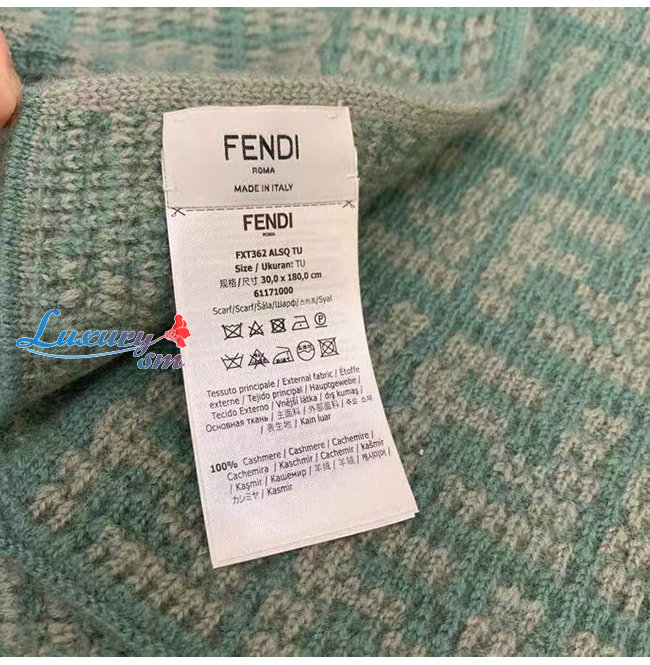 FENDI
ROMA
MADE IN ITALY
FENDI
ROMA
FXT362 ALSQ TU
Size / Ukuran: TU
规格/尺寸 30,0 x 180,0 cm
61171000
Scarf/Scarf/Šála/Шарф/스카프/Syal
Luxury
sm
Tessuto principale / External fabric / Étoffe
externe / Tejido principal / Hauptgewebe /
Tecido Externo / Vnější látka / dış kumaş /
Основная ткань / 主面料 / 外部面料 / 주요 소재
/ 表生地 / Kain luar
100% Cashmere / Cashmere / Cachemire /
Cachemira / Kaschmir / Cachemir / kašmír
/ Kaşmir / Кашемир / 羊绒 / 羊絨 / 캐시미어 /
カシミヤ / Kasmir